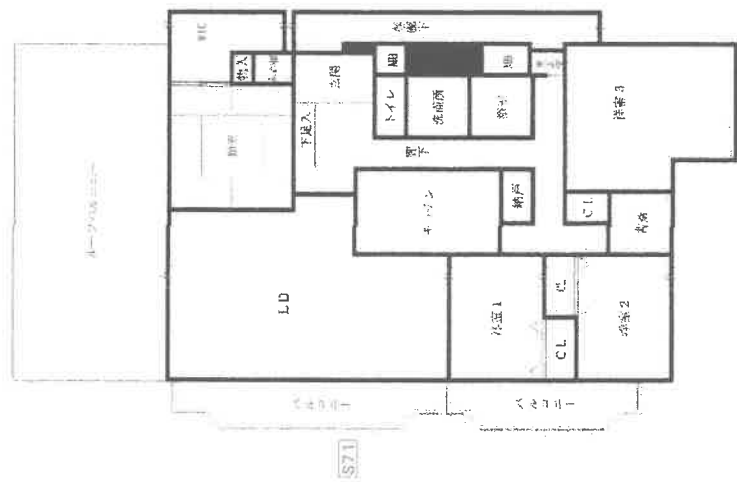 WIC
物入
玄関
下足入
トイレ
洗面所
浴室
廊下
キッチン
納戸
洋室3
CL
書斎
LD
洋室1
CL
CL
洋室2
ルーフバルコニー
バルコニー
バルコニー
S71